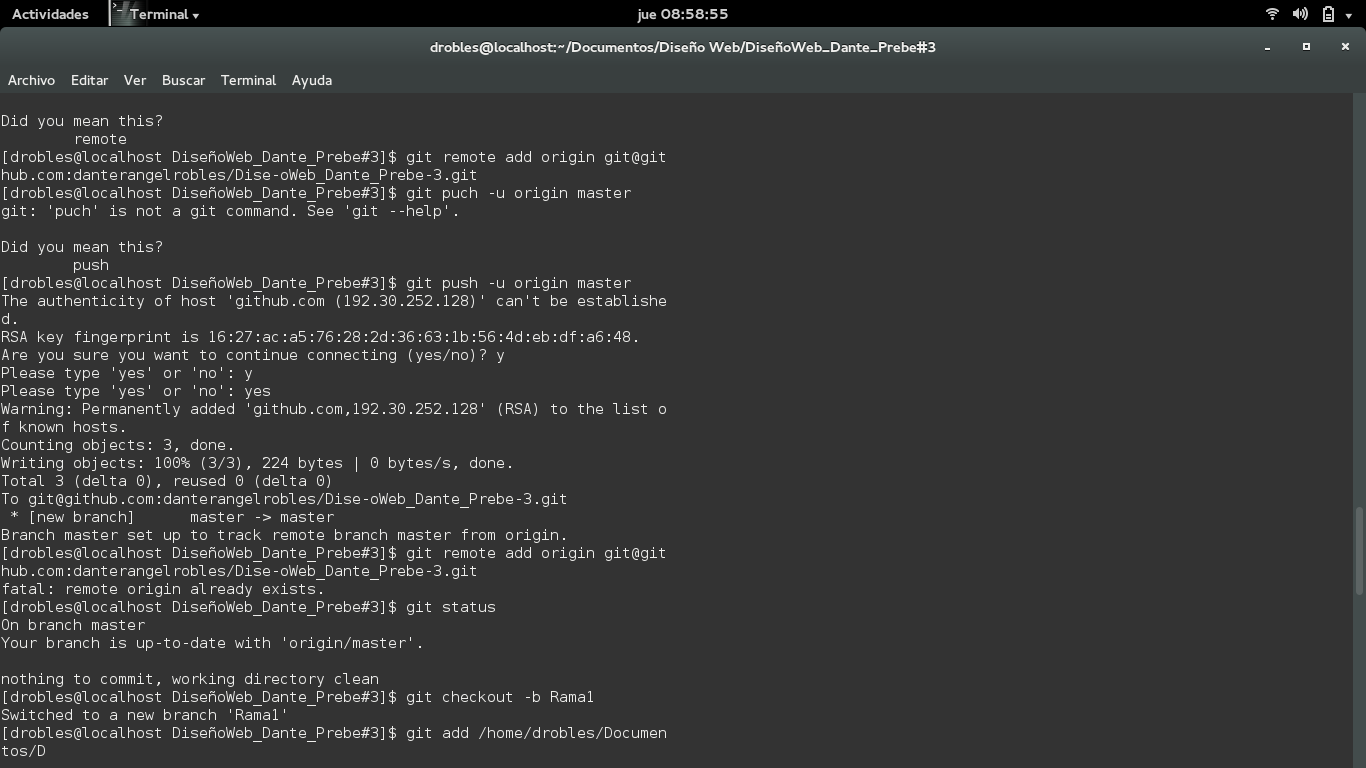 Actividades
Terminal
jue 08:58:55
drobles@localhost:~/Documentos/Diseño Web/DiseñoWeb_Dante_Prebe#3
Archivo Editar Ver Buscar Terminal Ayuda
Did you mean this?
remote
[drobles@localhost DiseñoWeb_Dante_Prebe#3]$ git remote add origin git@git
hub.com:danterangelrobles/Dise-oWeb_Dante_Prebe-3.git
[drobles@localhost DiseñoWeb_Dante_Prebe#3]$ git puch -u origin master
git: 'puch' is not a git command. See 'git --help'.
Did you mean this?
push
[drobles@localhost DiseñoWeb_Dante_Prebe#3]$ git push -u origin master
The authenticity of host 'github.com (192.30.252.128)' can't be establishe
d.
RSA key fingerprint is 16:27:ac:a5:76:28:2d:36:63:1b:56:4d:eb:df:a6:48.
Are you sure you want to continue connecting (yes/no)? y
Please type 'yes' or 'no': y
Please type 'yes' or 'no': yes
Warning: Permanently added 'github.com,192.30.252.128' (RSA) to the list o
f known hosts.
Counting objects: 3, done.
Writing objects: 100% (3/3), 224 bytes | 0 bytes/s, done.
Total 3 (delta 0), reused 0 (delta 0)
To git@github.com:danterangelrobles/Dise-oWeb_Dante_Prebe-3.git
* [new branch]      master -> master
Branch master set up to track remote branch master from origin.
[drobles@localhost DiseñoWeb_Dante_Prebe#3]$ git remote add origin git@git
hub.com:danterangelrobles/Dise-oWeb_Dante_Prebe-3.git
fatal: remote origin already exists.
[drobles@localhost DiseñoWeb_Dante_Prebe#3]$ git status
On branch master
Your branch is up-to-date with 'origin/master'.
nothing to commit, working directory clean
[drobles@localhost DiseñoWeb_Dante_Prebe#3]$ git checkout -b Rama1
Switched to a new branch 'Rama1'
[drobles@localhost DiseñoWeb_Dante_Prebe#3]$ git add /home/drobles/Documen
tos/D